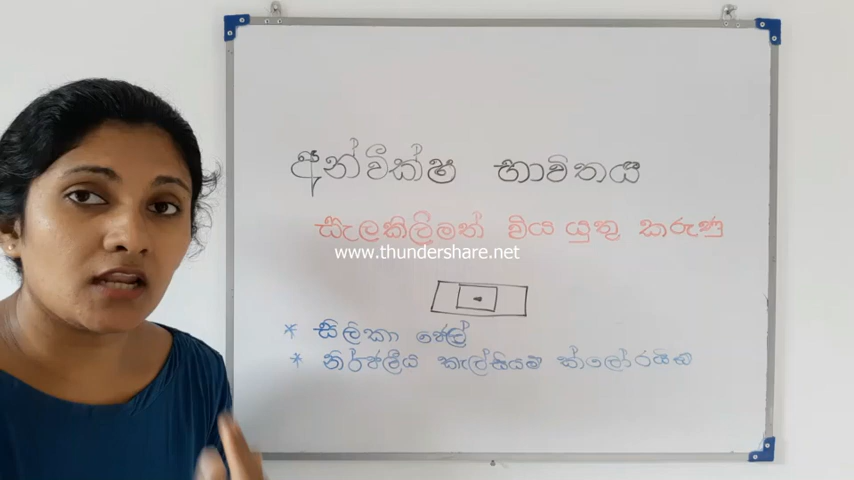 අන්වීක්ෂ භාවිතය
සැලකිලිමත් විය යුතු කරුණු
www.thundershare.net
* සිලිකා ජෙල්
* නිර්ජලීය කැල්සියම් ක්ලෝරයිඩ්